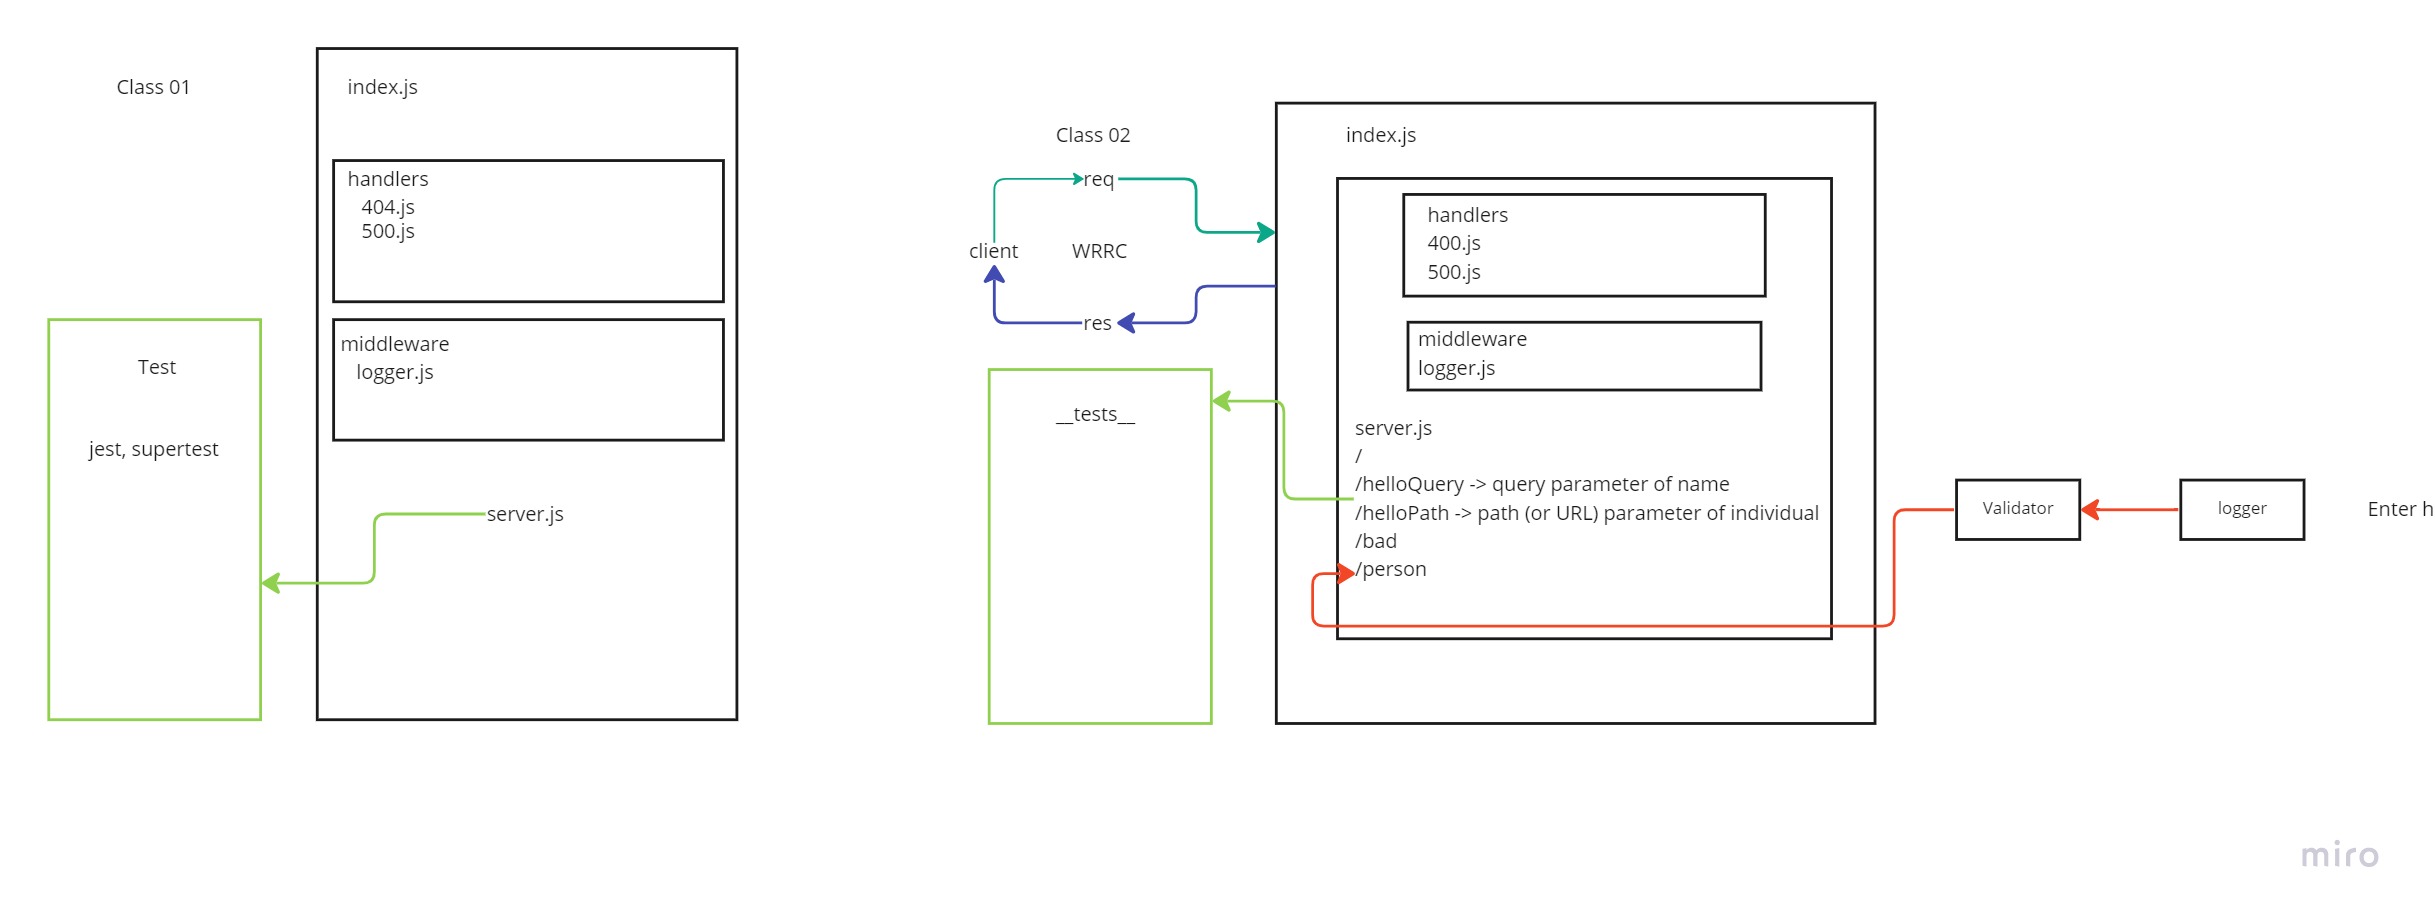 Class 01
index.js
handlers
404.js
500.js
middleware
logger.js
Test
jest, supertest
server.js
Class 02
req
client
WRRC
res
__tests__
index.js
handlers
400.js
500.js
middleware
logger.js
server.js
/
/helloQuery -> query parameter of name
/helloPath -> path (or URL) parameter of individual
/bad
/person
Validator
logger
Enter h
miro